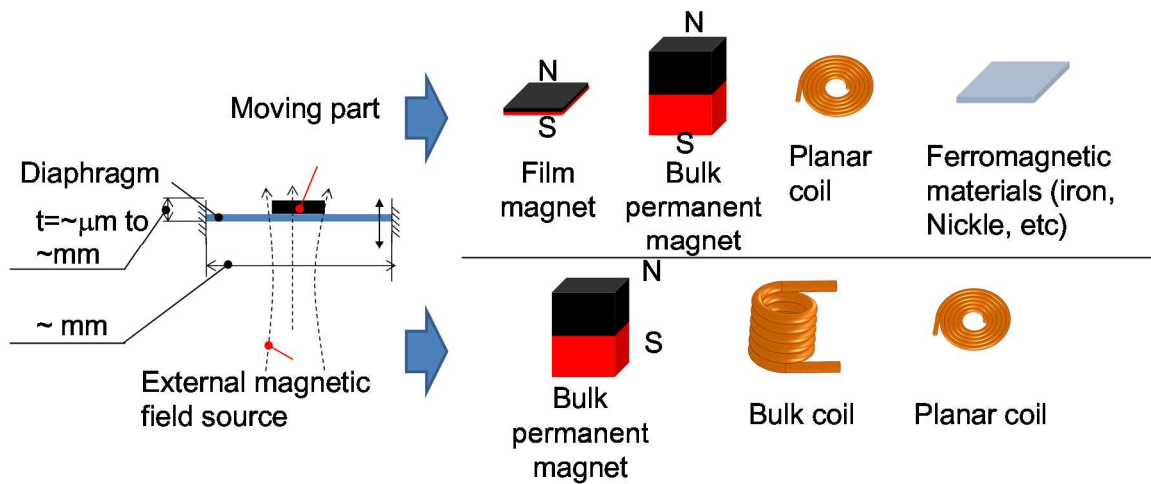 Moving part
Diaphragm
t=~μm to
~mm
~ mm
External magnetic
field source
N
S
Film
magnet
N
S
Bulk
permanent
magnet
Planar
coil
Ferromagnetic
materials (iron,
Nickle, etc)
N
S
Bulk
permanent
magnet
Bulk coil
Planar coil